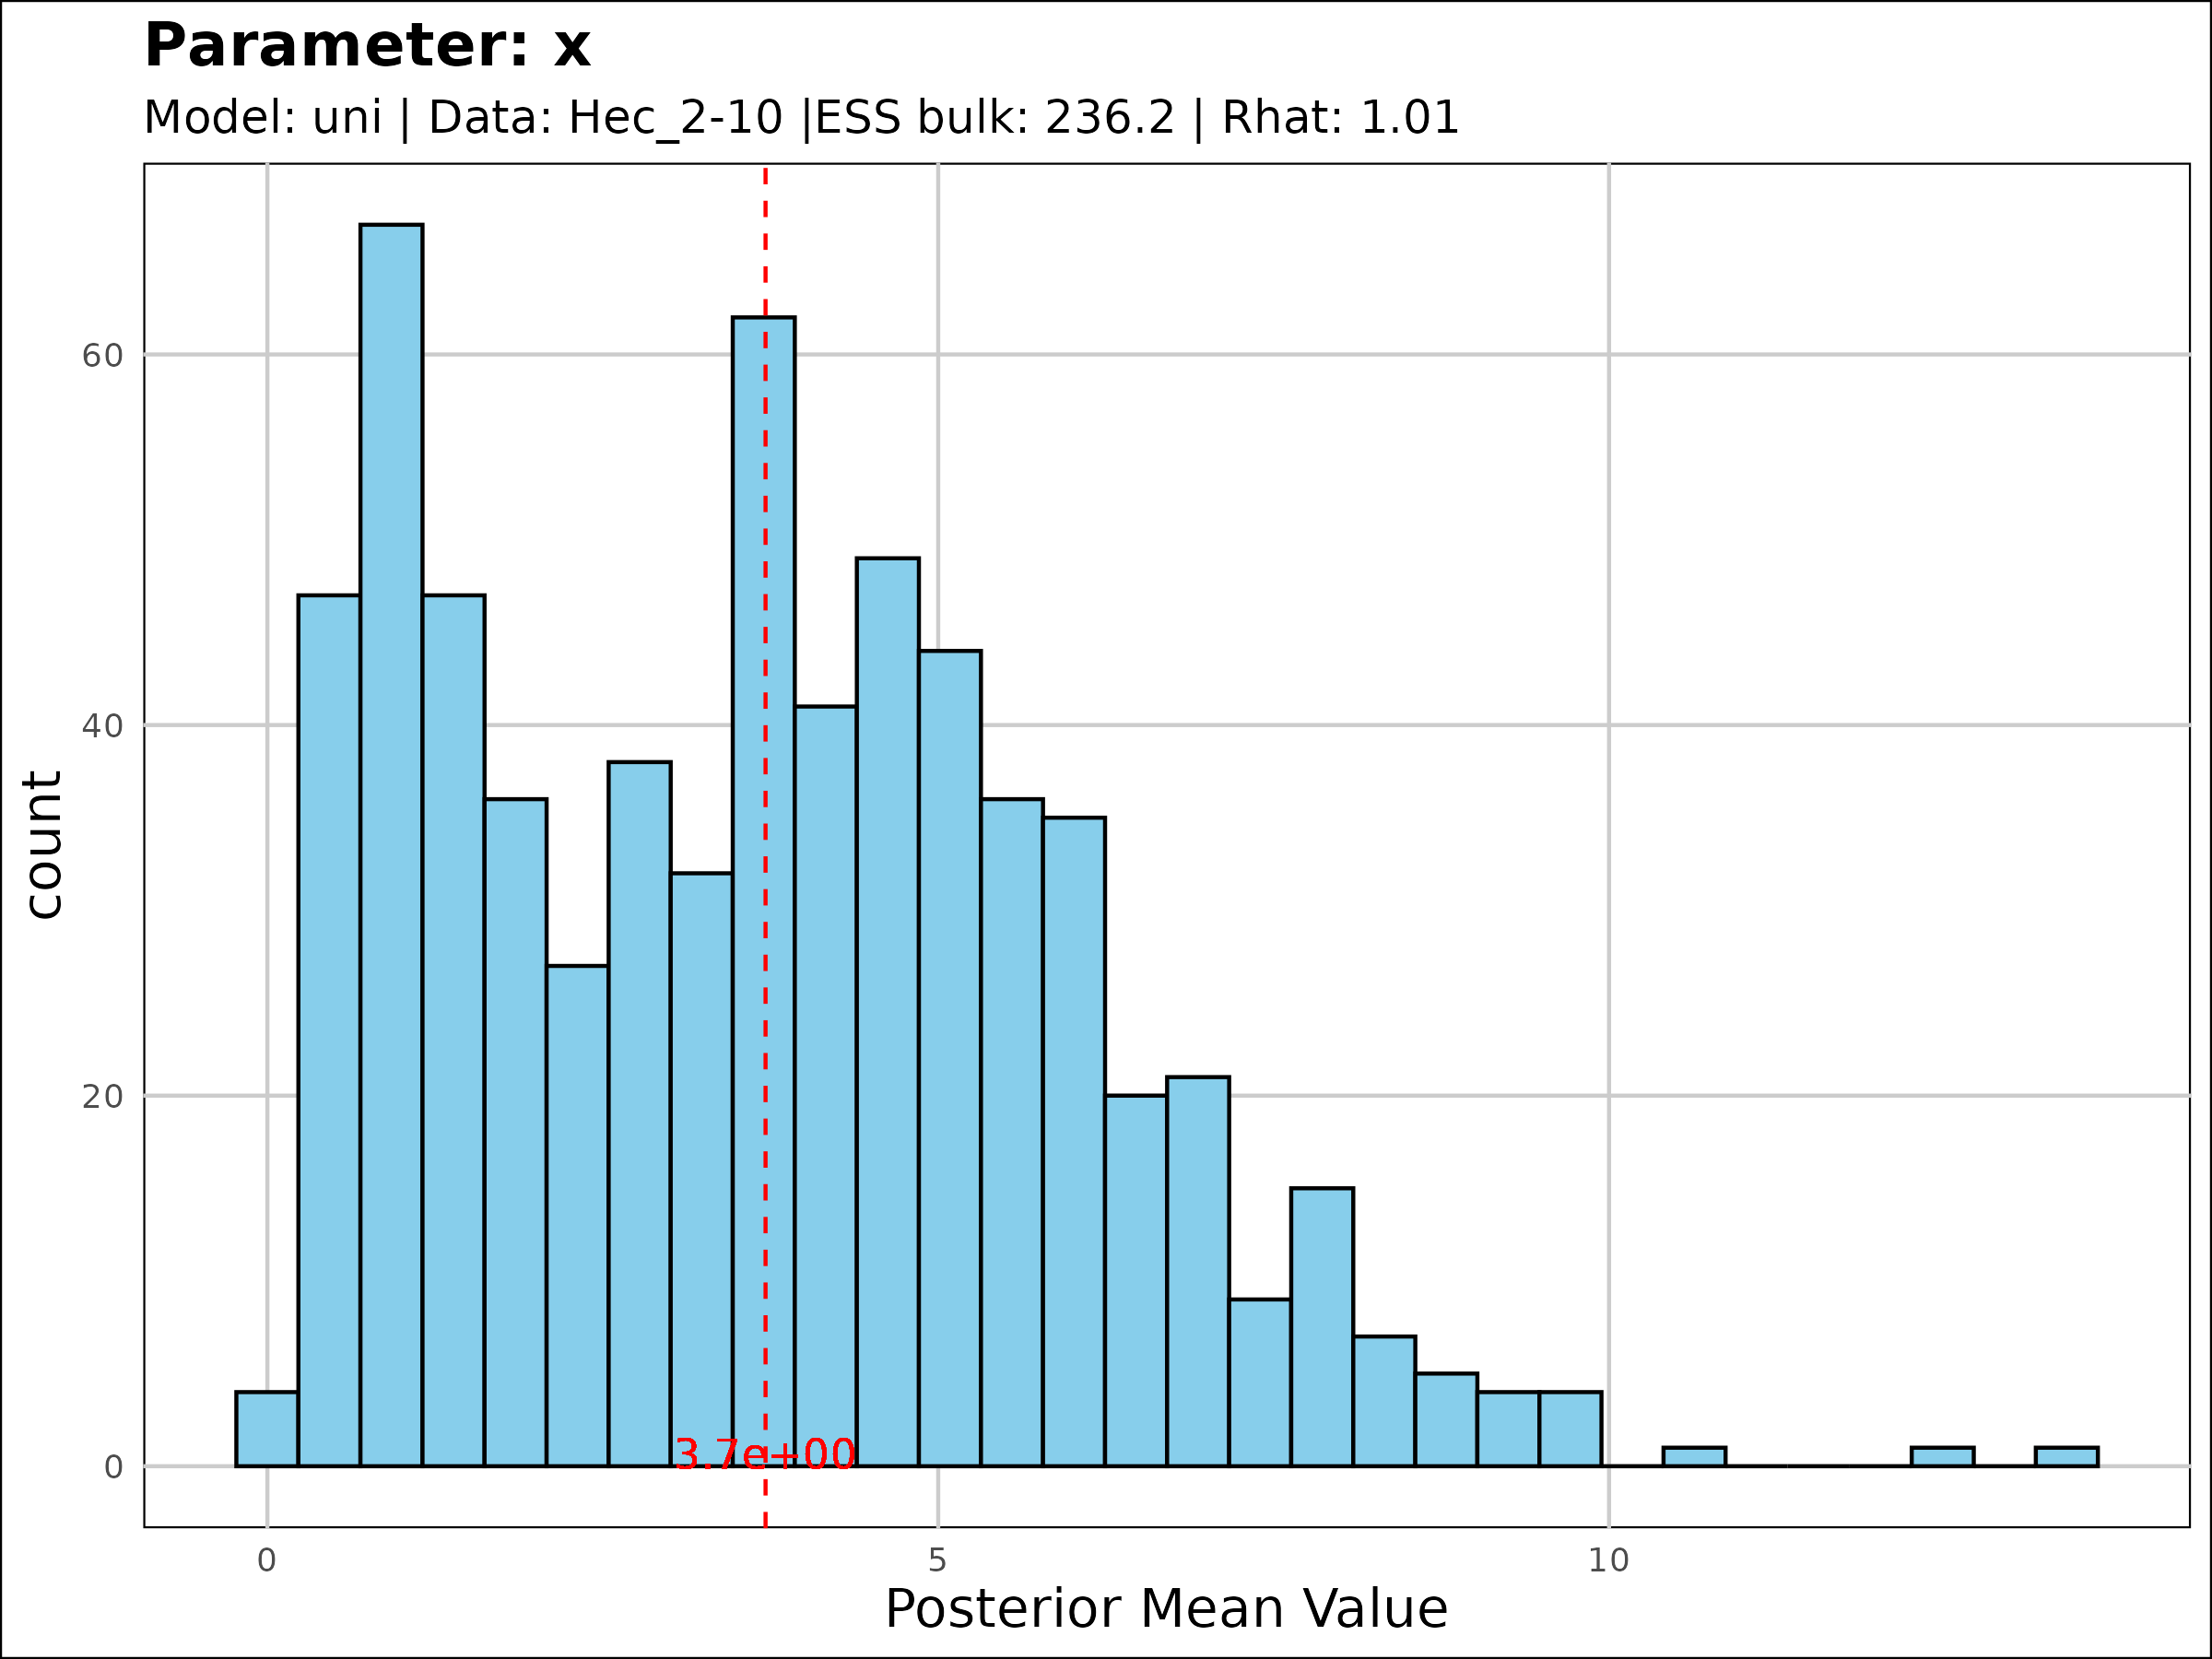 Parameter: x
Model: uni | Data: Hec_2-10 |ESS bulk: 236.2 | Rhat: 1.01
60
40
20
0
count
3.7e+00
0
5
10
Posterior Mean Value